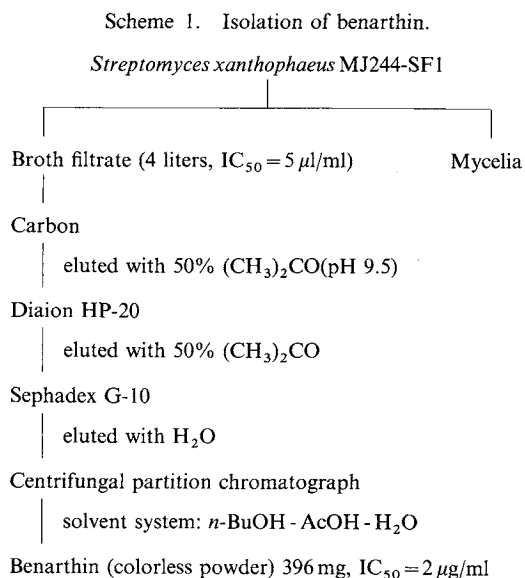 Scheme 1. Isolation of benarthin.
Streptomyces xanthophaeus MJ244-SF1
Broth filtrate (4 liters, IC₅₀ = 5 μl/ml) Mycelia
Carbon
eluted with 50% (CH₃)₂CO(pH 9.5)
Diaion HP-20
eluted with 50% (CH₃)₂CO
Sephadex G-10
eluted with H₂O
Centrifungal partition chromatograph
solvent system: n-BuOH - AcOH - H₂O
Benarthin (colorless powder) 396 mg, IC₅₀ = 2 μg/ml